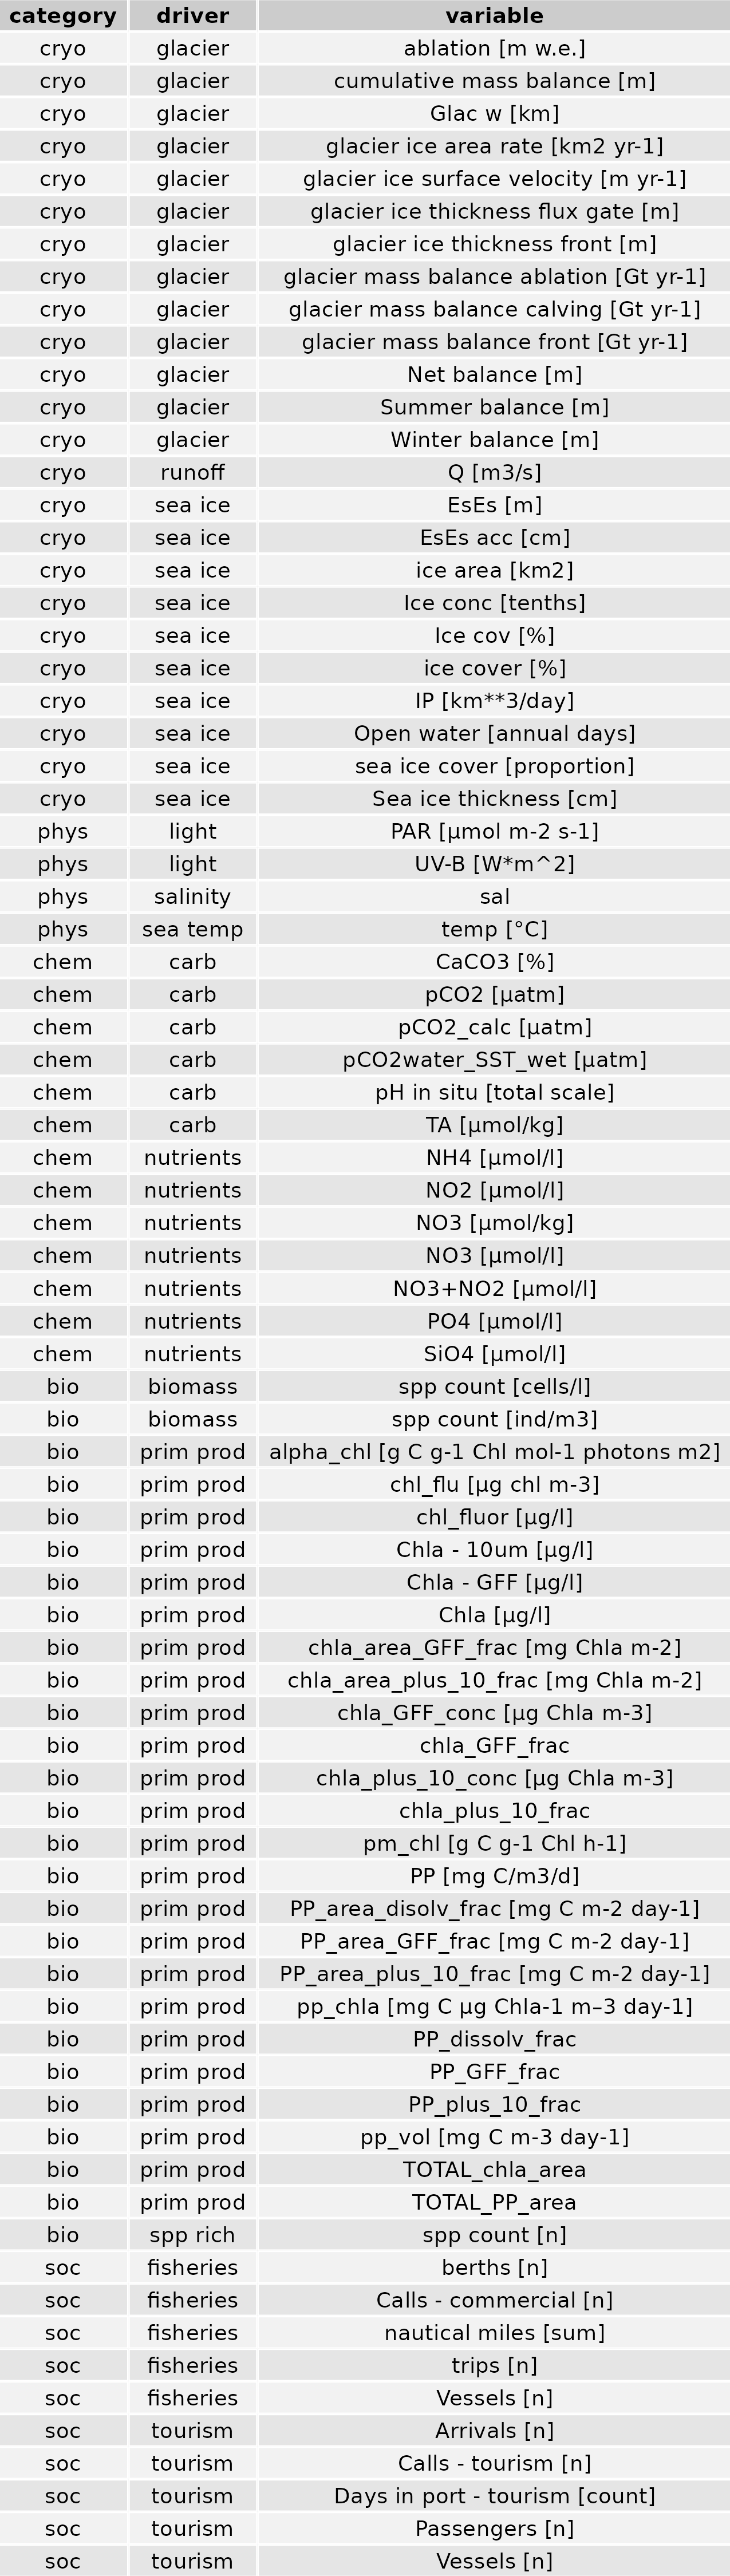 category driver variable
cryo glacier ablation [m w.e.]
cryo glacier cumulative mass balance [m]
cryo glacier Glac w [km]
cryo glacier glacier ice area rate [km2 yr-1]
cryo glacier glacier ice surface velocity [m yr-1]
cryo glacier glacier ice thickness flux gate [m]
cryo glacier glacier ice thickness front [m]
cryo glacier glacier mass balance ablation [Gt yr-1]
cryo glacier glacier mass balance calving [Gt yr-1]
cryo glacier glacier mass balance front [Gt yr-1]
cryo glacier Net balance [m]
cryo glacier Summer balance [m]
cryo glacier Winter balance [m]
cryo runoff Q [m3/s]
cryo sea ice EsEs [m]
cryo sea ice EsEs acc [cm]
cryo sea ice ice area [km2]
cryo sea ice Ice conc [tenths]
cryo sea ice Ice cov [%]
cryo sea ice ice cover [%]
cryo sea ice IP [km**3/day]
cryo sea ice Open water [annual days]
cryo sea ice sea ice cover [proportion]
cryo sea ice Sea ice thickness [cm]
phys light PAR [µmol m-2 s-1]
phys light UV-B [W*m^2]
phys salinity sal
phys sea temp temp [°C]
chem carb CaCO3 [%]
chem carb pCO2 [µatm]
chem carb pCO2_calc [µatm]
chem carb pCO2water_SST_wet [µatm]
chem carb pH in situ [total scale]
chem carb TA [µmol/kg]
chem nutrients NH4 [µmol/l]
chem nutrients NO2 [µmol/l]
chem nutrients NO3 [µmol/kg]
chem nutrients NO3 [µmol/l]
chem nutrients NO3+NO2 [µmol/l]
chem nutrients PO4 [µmol/l]
chem nutrients SiO4 [µmol/l]
bio biomass spp count [cells/l]
bio biomass spp count [ind/m3]
bio prim prod alpha_chl [g C g-1 Chl mol-1 photons m2]
bio prim prod chl_flu [µg chl m-3]
bio prim prod chl_fluor [µg/l]
bio prim prod Chla - 10um [µg/l]
bio prim prod Chla - GFF [µg/l]
bio prim prod Chla [µg/l]
bio prim prod chla_area_GFF_frac [mg Chla m-2]
bio prim prod chla_area_plus_10_frac [mg Chla m-2]
bio prim prod chla_GFF_conc [µg Chla m-3]
bio prim prod chla_GFF_frac
bio prim prod chla_plus_10_conc [µg Chla m-3]
bio prim prod chla_plus_10_frac
bio prim prod pm_chl [g C g-1 Chl h-1]
bio prim prod PP [mg C/m3/d]
bio prim prod PP_area_disolv_frac [mg C m-2 day-1]
bio prim prod PP_area_GFF_frac [mg C m-2 day-1]
bio prim prod PP_area_plus_10_frac [mg C m-2 day-1]
bio prim prod pp_chla [mg C µg Chla-1 m–3 day-1]
bio prim prod PP_dissolv_frac
bio prim prod PP_GFF_frac
bio prim prod PP_plus_10_frac
bio prim prod pp_vol [mg C m-3 day-1]
bio prim prod TOTAL_chla_area
bio prim prod TOTAL_PP_area
bio spp rich spp count [n]
soc fisheries berths [n]
soc fisheries Calls - commercial [n]
soc fisheries nautical miles [sum]
soc fisheries trips [n]
soc fisheries Vessels [n]
soc tourism Arrivals [n]
soc tourism Calls - tourism [n]
soc tourism Days in port - tourism [count]
soc tourism Passengers [n]
soc tourism Vessels [n]